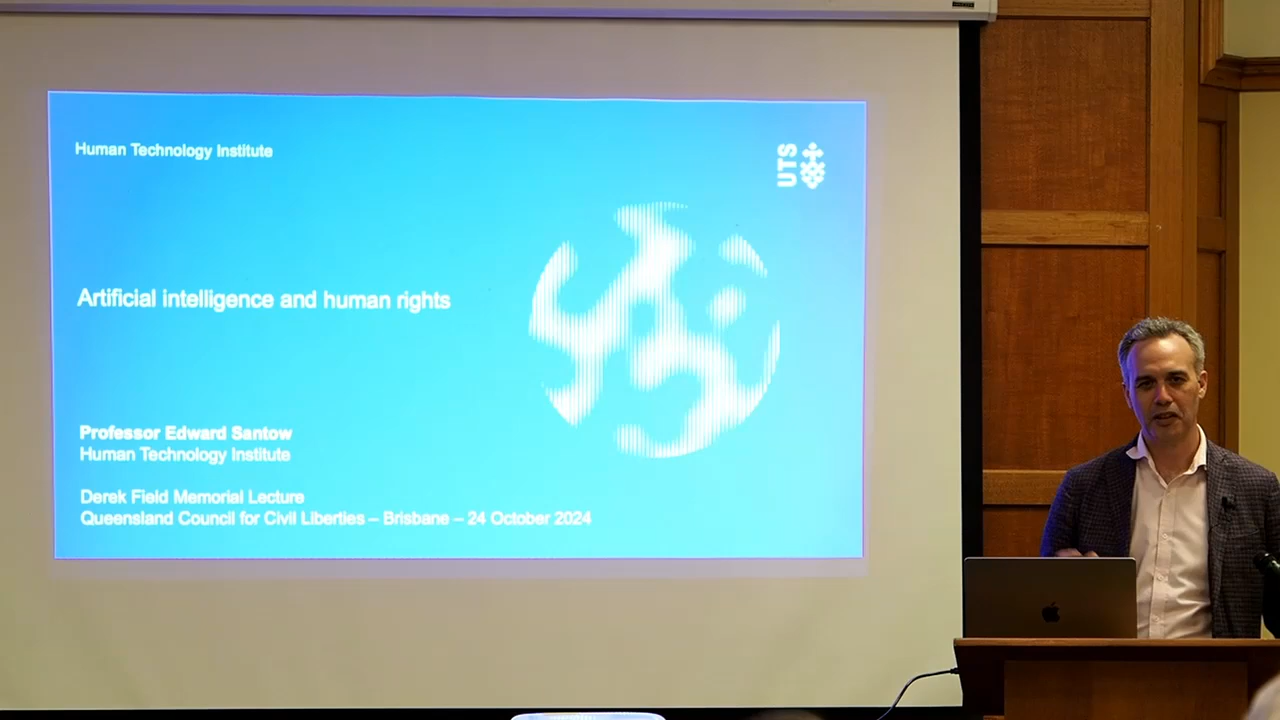 Human Technology Institute
UTS
Artificial intelligence and human rights
Professor Edward Santow
Human Technology Institute
Derek Field Memorial Lecture
Queensland Council for Civil Liberties – Brisbane – 24 October 2024